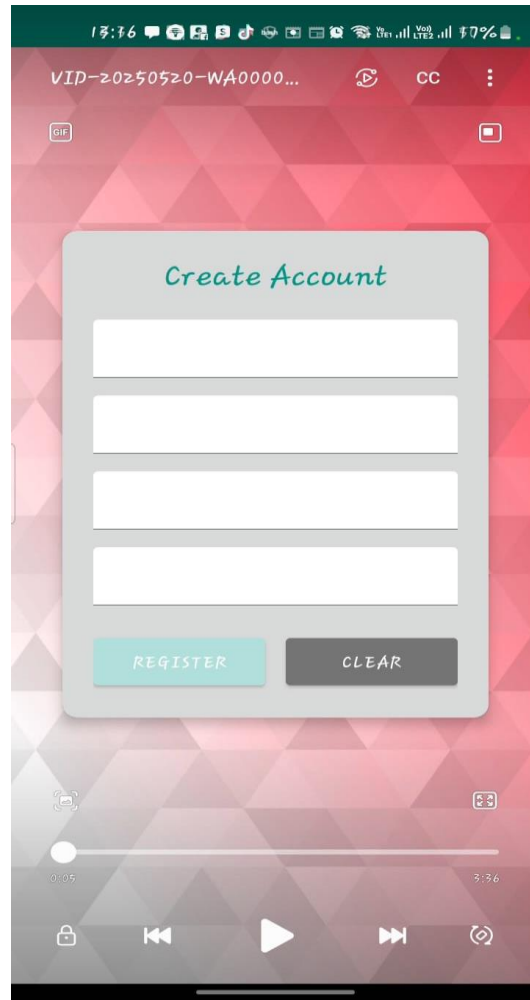 VID-20250520-WA0000... CC
GIF
Create Account
REGISTER CLEAR
0:05 3:36